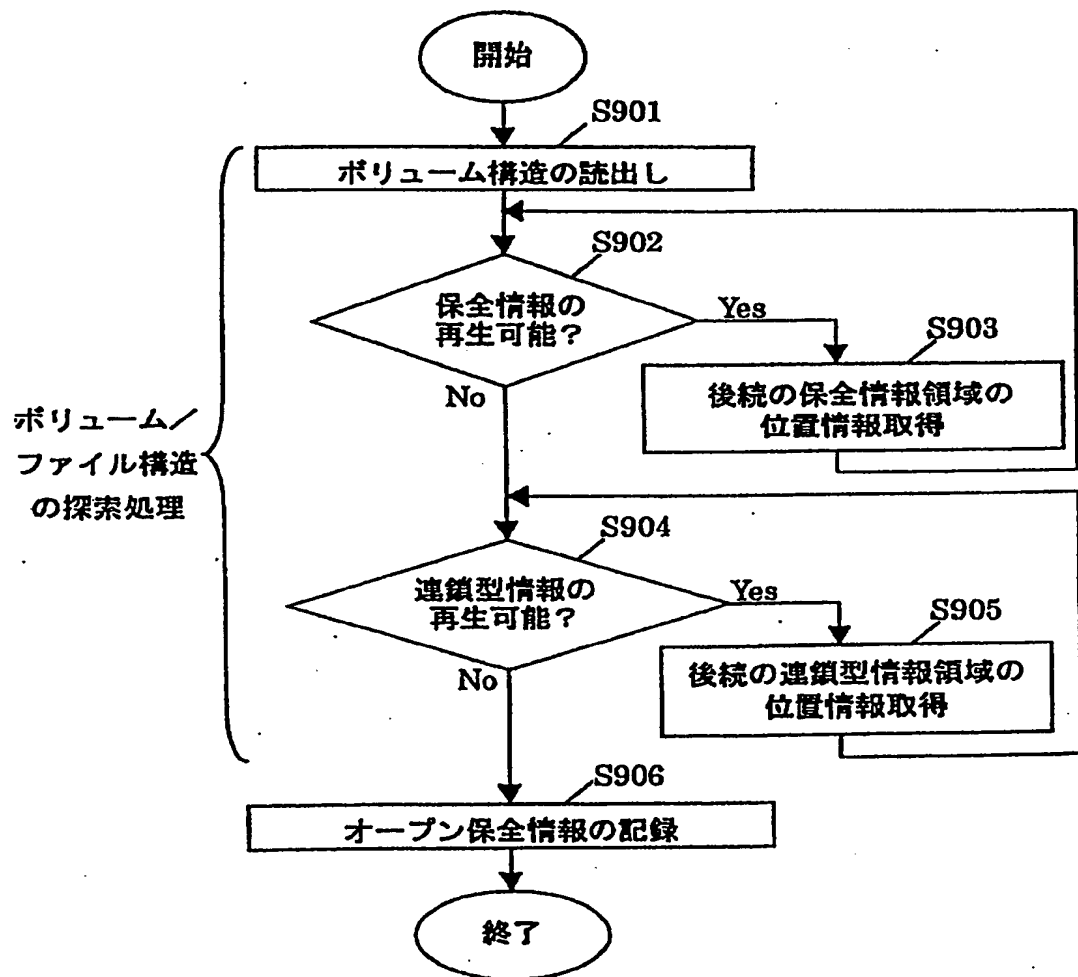 開始
S901
ボリューム構造の読出し
S902
保全情報の
再生可能?
Yes
No
S903
後続の保全情報領域の
位置情報取得
ボリューム/
ファイル構造
の探索処理
S904
連鎖型情報の
再生可能?
Yes
No
S905
後続の連鎖型情報領域の
位置情報取得
S906
オープン保全情報の記録
終了